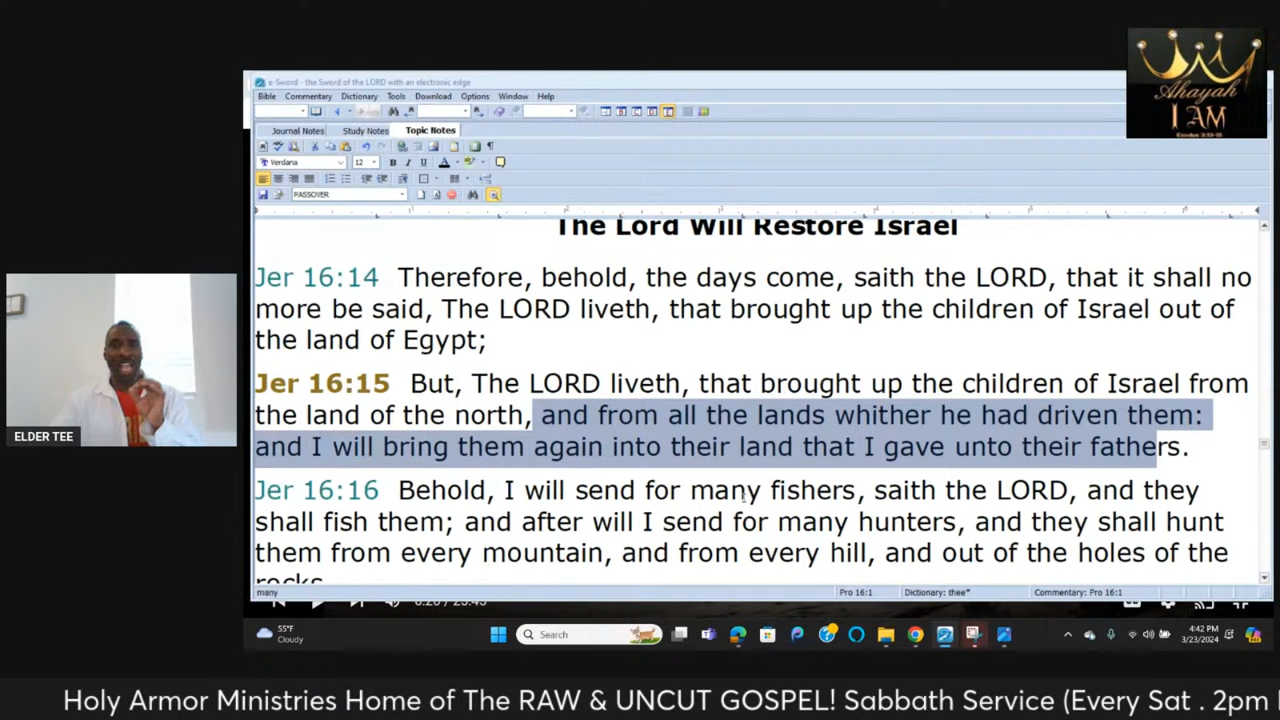 Ahayah
I AM
Exodus 3:13-15
e-Sword - the Sword of the LORD with an electronic edge
Bible Commentary Dictionary Tools Download Options Window Help
Journal Notes Study Notes Topic Notes
Verdana 12 B I U A
PASSOVER
The Lord Will Restore Israel
Jer 16:14 Therefore, behold, the days come, saith the LORD, that it shall no
more be said, The LORD liveth, that brought up the children of Israel out of
the land of Egypt;
Jer 16:15 But, The LORD liveth, that brought up the children of Israel from
the land of the north, and from all the lands whither he had driven them:
and I will bring them again into their land that I gave unto their fathers.
Jer 16:16 Behold, I will send for many fishers, saith the LORD, and they
shall fish them; and after will I send for many hunters, and they shall hunt
them from every mountain, and from every hill, and out of the holes of the
rocks
many Pro 16:1 Dictionary: thee* Commentary: Pro 16:1
ELDER TEE
55°F
Cloudy
Search
4:42 PM
3/23/2024
Holy Armor Ministries Home of The RAW & UNCUT GOSPEL! Sabbath Service (Every Sat . 2pm